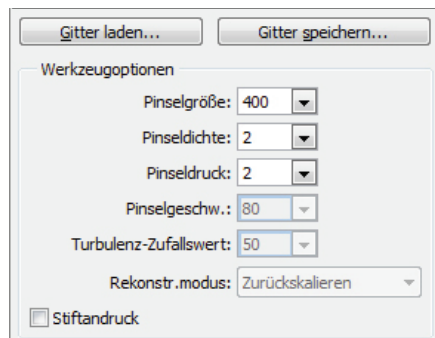 Gitter laden... Gitter speichern...
Werkzeugoptionen
Pinselgröße: 400
Pinseldichte: 2
Pinseldruck: 2
Pinselgeschw.: 80
Turbulenz-Zufallswert: 50
Rekonstr.modus: Zurückskalieren
Stiftandruck